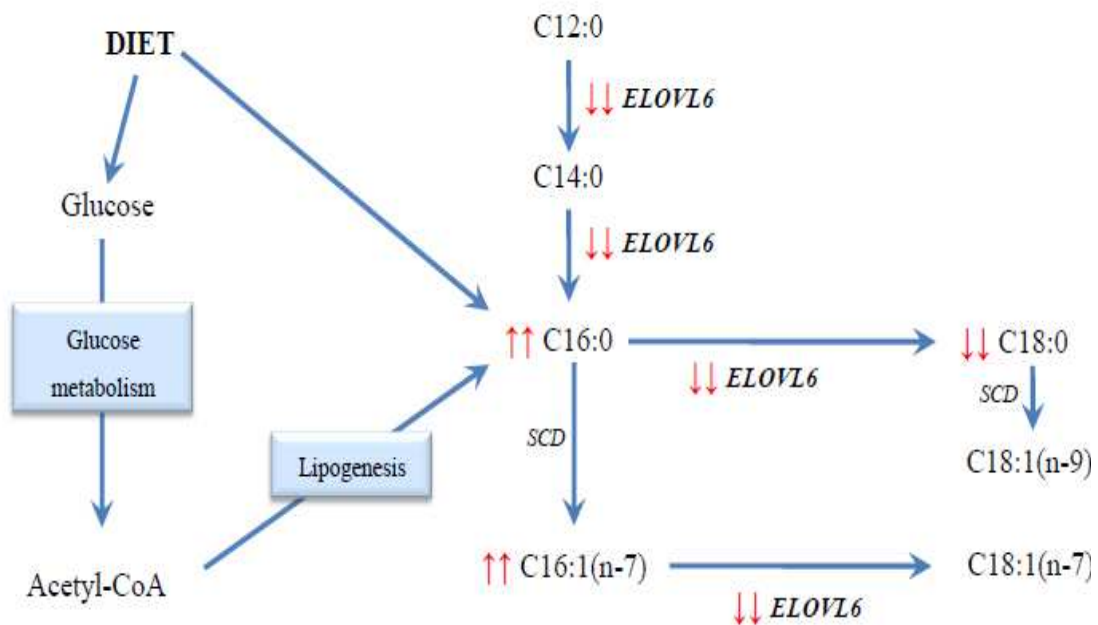 DIET
C12:0
↓↓ ELOVL6
C14:0
Glucose
↓↓ ELOVL6
Glucose
metabolism
↑↑ C16:0
↓↓ ELOVL6
↓↓ C18:0
SCD
SCD
C18:1(n-9)
Lipogenesis
Acetyl-CoA
↑↑ C16:1(n-7)
↓↓ ELOVL6
C18:1(n-7)